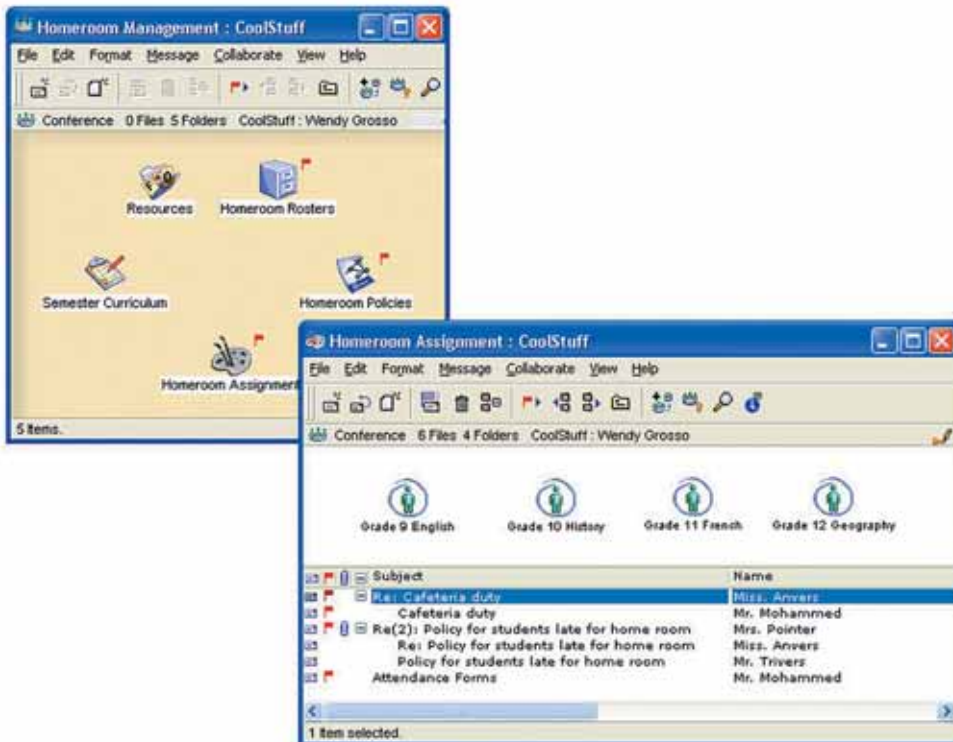 Homeroom Management : CoolStuff
File Edit Format Message Collaborate View Help
Conference 0 Files 5 Folders CoolStuff : Wendy Grosso
Resources Homeroom Rosters
Semester Curriculum Homeroom Policies
Homeroom Assignment
5 Items.
Homeroom Assignment : CoolStuff
File Edit Format Message Collaborate View Help
Conference 6 Files 4 Folders CoolStuff : Wendy Grosso
Grade 9 English Grade 10 History Grade 11 French Grade 12 Geography
Subject Name
Re: Cafeteria duty Miss. Anvers
Cafeteria duty Mr. Mohammed
Re(2): Policy for students late for home room Mrs. Pointer
Re: Policy for students late for home room Miss. Anvers
Policy for students late for home room Mr. Trivers
Attendance Forms Mr. Mohammed
1 Item selected.